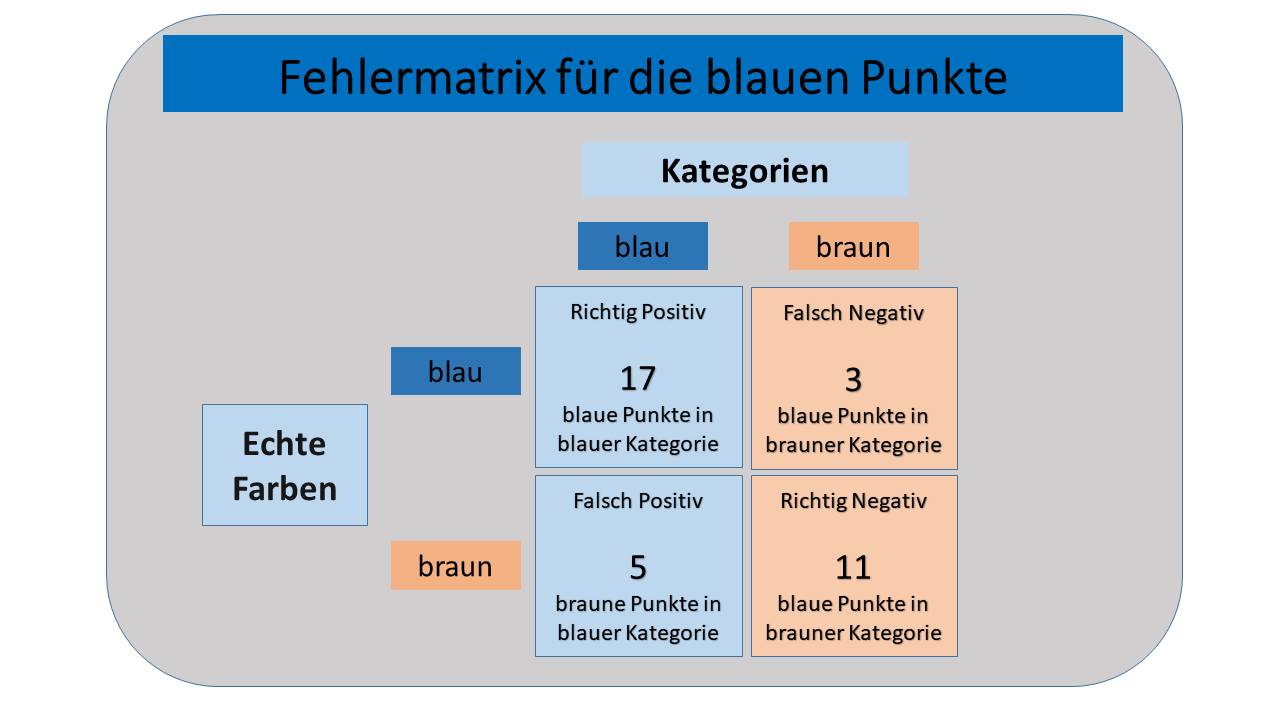 Fehlermatrix für die blauen Punkte
Kategorien
blau
braun
blau
Richtig Positiv
17
blaue Punkte in
blauer Kategorie
Falsch Negativ
3
blaue Punkte in
brauner Kategorie
Echte
Farben
braun
Falsch Positiv
5
braune Punkte in
blauer Kategorie
Richtig Negativ
11
blaue Punkte in
brauner Kategorie